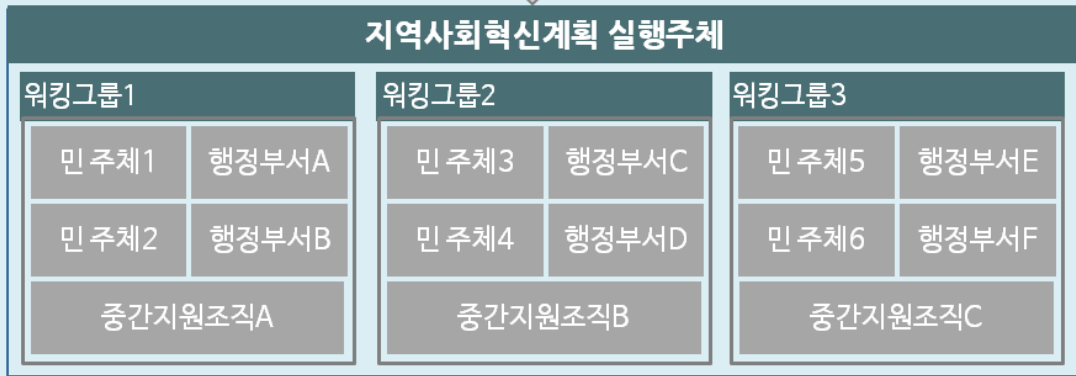 지역사회혁신계획 실행주체
워킹그룹1
민 주체1 행정부서A
민 주체2 행정부서B
중간지원조직A
워킹그룹2
민 주체3 행정부서C
민 주체4 행정부서D
중간지원조직B
워킹그룹3
민 주체5 행정부서E
민 주체6 행정부서F
중간지원조직C